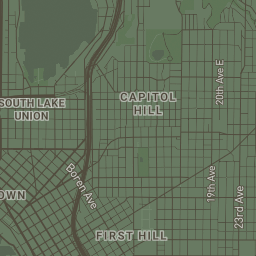 SOUTH LAKE
UNION
CAPITOL
HILL
20th Ave E
Boren Ave
19th Ave
23rd Ave
OWN
FIRST HILL